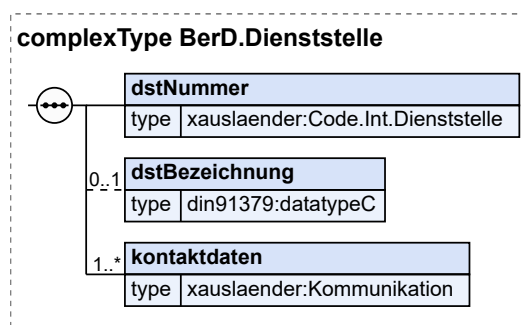 complexType BerD.Dienststelle
dstNummer
type xauslaender:Code.Int.Dienststelle
0..1 dstBezeichnung
type din91379:datatypeC
1..* kontaktdaten
type xauslaender:Kommunikation